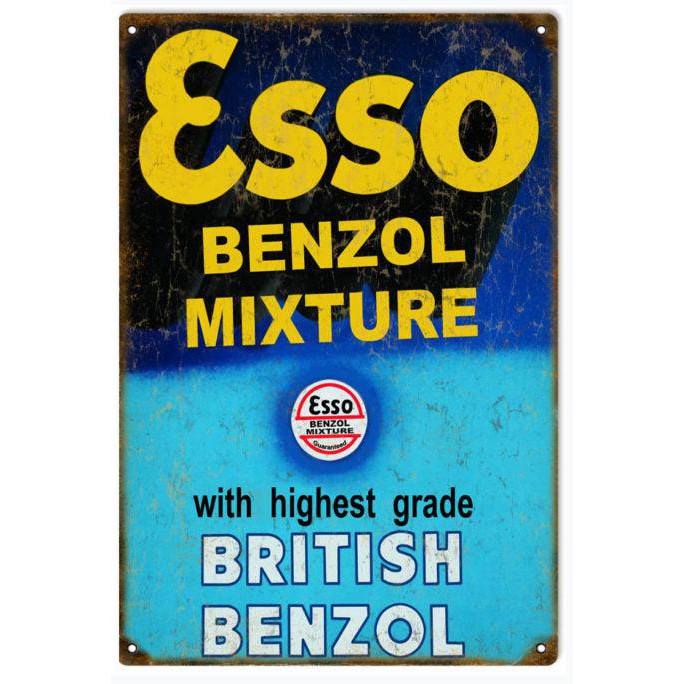 Esso
BENZOL
MIXTURE
Esso
BENZOL
MIXTURE
Guaranteed
with highest grade
BRITISH
BENZOL